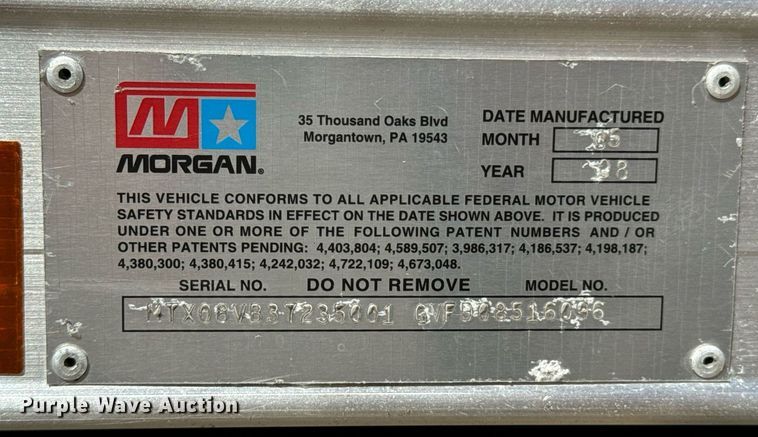 M
MORGAN®
35 Thousand Oaks Blvd
Morgantown, PA 19543
DATE MANUFACTURED
MONTH 05
YEAR 08
THIS VEHICLE CONFORMS TO ALL APPLICABLE FEDERAL MOTOR VEHICLE
SAFETY STANDARDS IN EFFECT ON THE DATE SHOWN ABOVE. IT IS PRODUCED
UNDER ONE OR MORE OF THE FOLLOWING PATENT NUMBERS AND / OR
OTHER PATENTS PENDING: 4,403,804; 4,589,507; 3,986,317; 4,186,537; 4,198,187;
4,380,300; 4,380,415; 4,242,032; 4,722,109; 4,673,048.
SERIAL NO. DO NOT REMOVE MODEL NO.
Purple Wave Auction